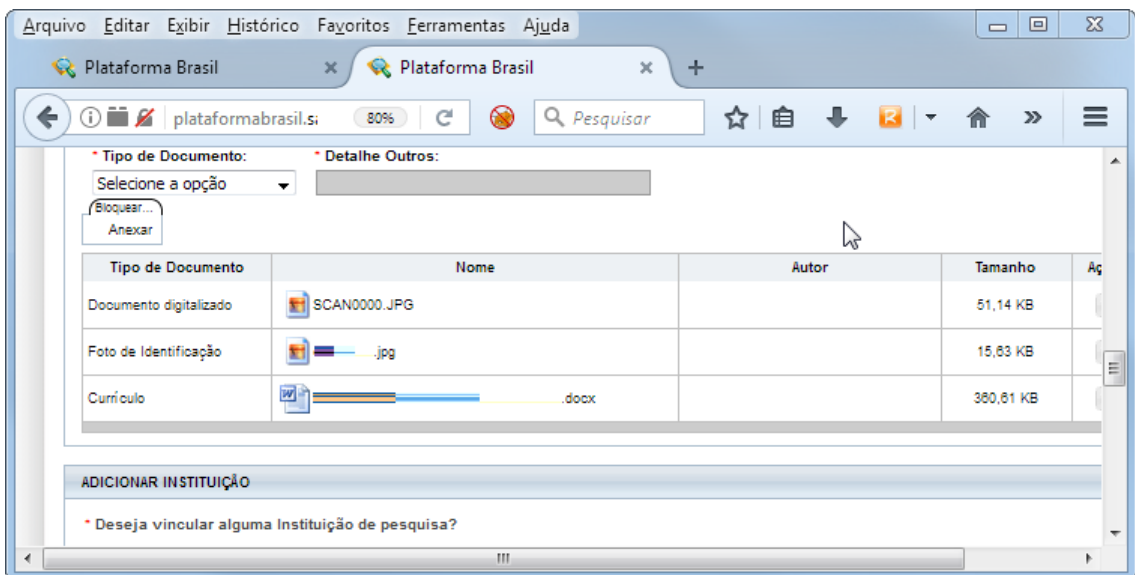 Arquivo Editar Exibir Histórico Favoritos Ferramentas Ajuda
Plataforma Brasil
Plataforma Brasil
plataformabrasil.s
80%
Pesquisar
* Tipo de Documento: * Detalhe Outros:
Selecione a opção
Bloquear...
Anexar
Tipo de Documento Nome Autor Tamanho Aç
Documento digitalizado SCAN0000.JPG 51,14 KB
Foto de Identificação .jpg 15,63 KB
Currículo .docx 360,61 KB
ADICIONAR INSTITUIÇÃO
* Deseja vincular alguma Instituição de pesquisa?